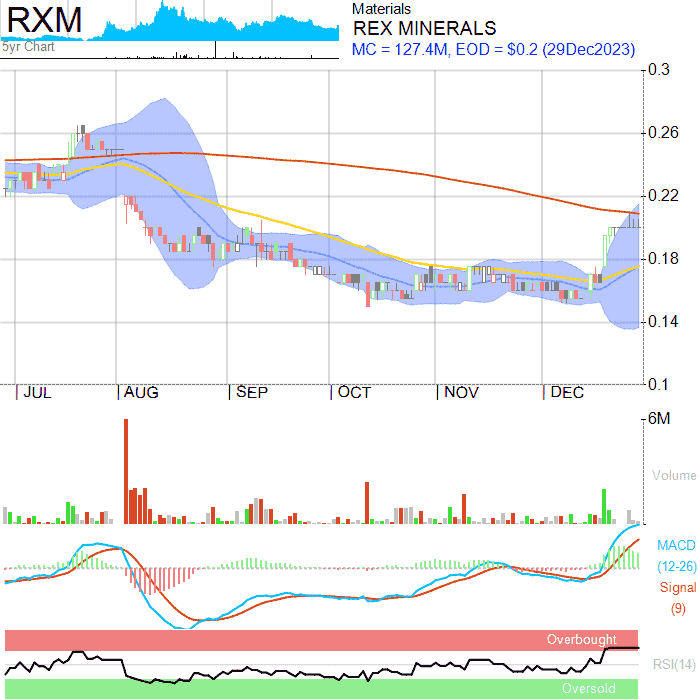 RXM
5yr Chart
Materials
REX MINERALS
MC = 127.4M, EOD = $0.2 (29Dec2023)
0.3
0.26
0.22
0.18
0.14
0.1
JUL AUG SEP OCT NOV DEC
6M
Volume
MACD
(12-26)
Signal
(9)
Overbought
RSI(14)
Oversold